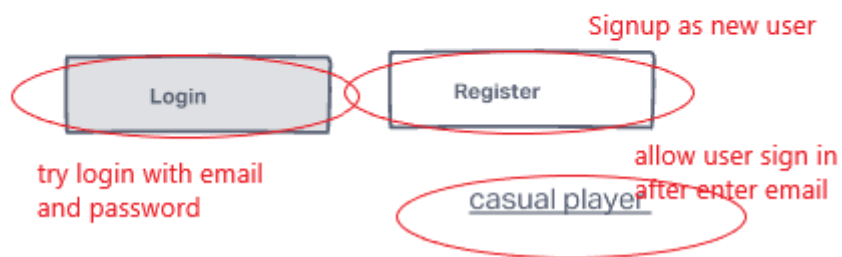 Signup as new user
Login
Register
try login with email
and password
allow user sign in
after enter email
casual player